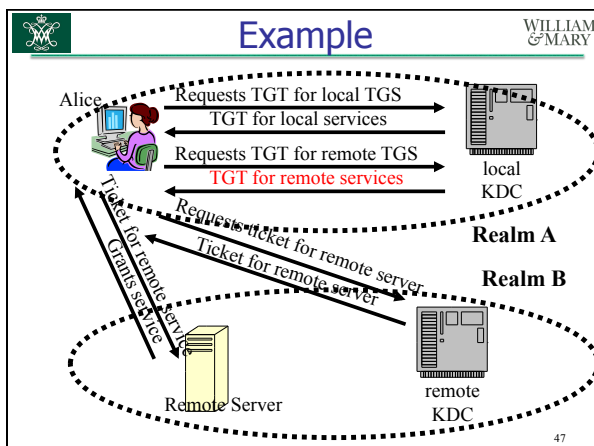 Example
WILLIAM
& MARY
Alice
Requests TGT for local TGS
TGT for local services
Requests TGT for remote TGS
TGT for remote services
local
KDC
Requests ticket for remote server
Ticket for remote server
Ticket for remote service
Grants service
Realm A
Realm B
Remote Server
remote
KDC
47